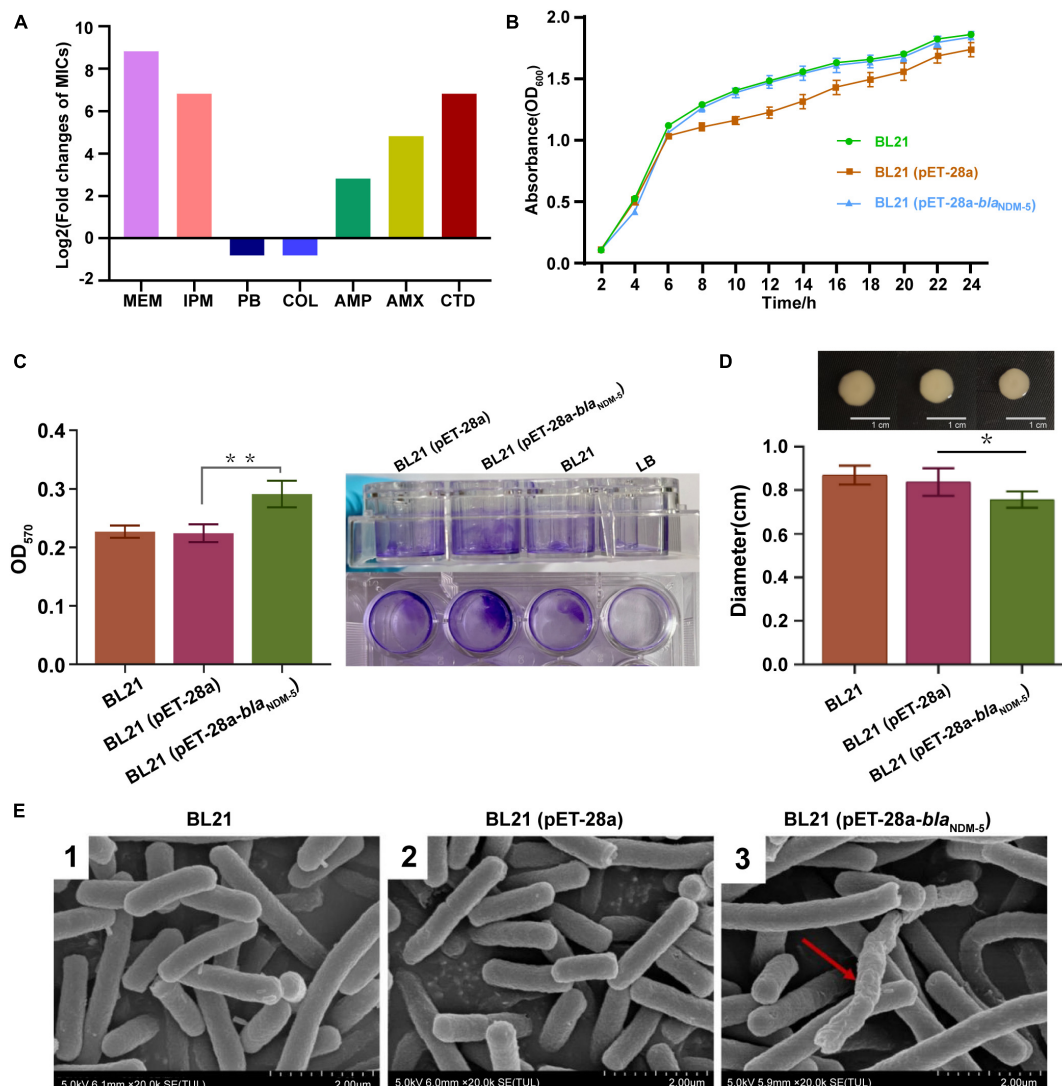 A
Log2(Fold changes of MICs)
10
8
6
4
2
0
-2
MEM IPM PB COL AMP AMX CTD
B
Absorbance(OD600)
2.0
1.5
1.0
0.5
0.0
BL21
BL21 (pET-28a)
BL21 (pET-28a-blaNDM-5)
2 4 6 8 10 12 14 16 18 20 22 24
Time/h
C
OD570
0.4
0.3
0.2
0.1
0.0
* *
BL21
BL21 (pET-28a)
BL21 (pET-28a-blaNDM-5)
BL21 (pET-28a)
BL21 (pET-28a-blaNDM-5)
BL21
LB
D
1 cm
1 cm
1 cm
Diameter(cm)
1.0
0.8
0.6
0.4
0.2
0.0
*
BL21
BL21 (pET-28a)
BL21 (pET-28a-blaNDM-5)
E
BL21
BL21 (pET-28a)
BL21 (pET-28a-blaNDM-5)
1
2
3
5.0kV 6.1mm ×20.0k SE(TUL) 2.00um
5.0kV 6.0mm ×20.0k SE(TUL) 2.00um
5.0kV 5.9mm ×20.0k SE(TUL) 2.00um